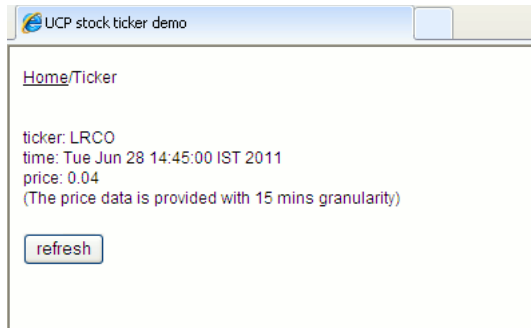 UCP stock ticker demo
Home/Ticker
ticker: LRCO
time: Tue Jun 28 14:45:00 IST 2011
price: 0.04
(The price data is provided with 15 mins granularity)
refresh